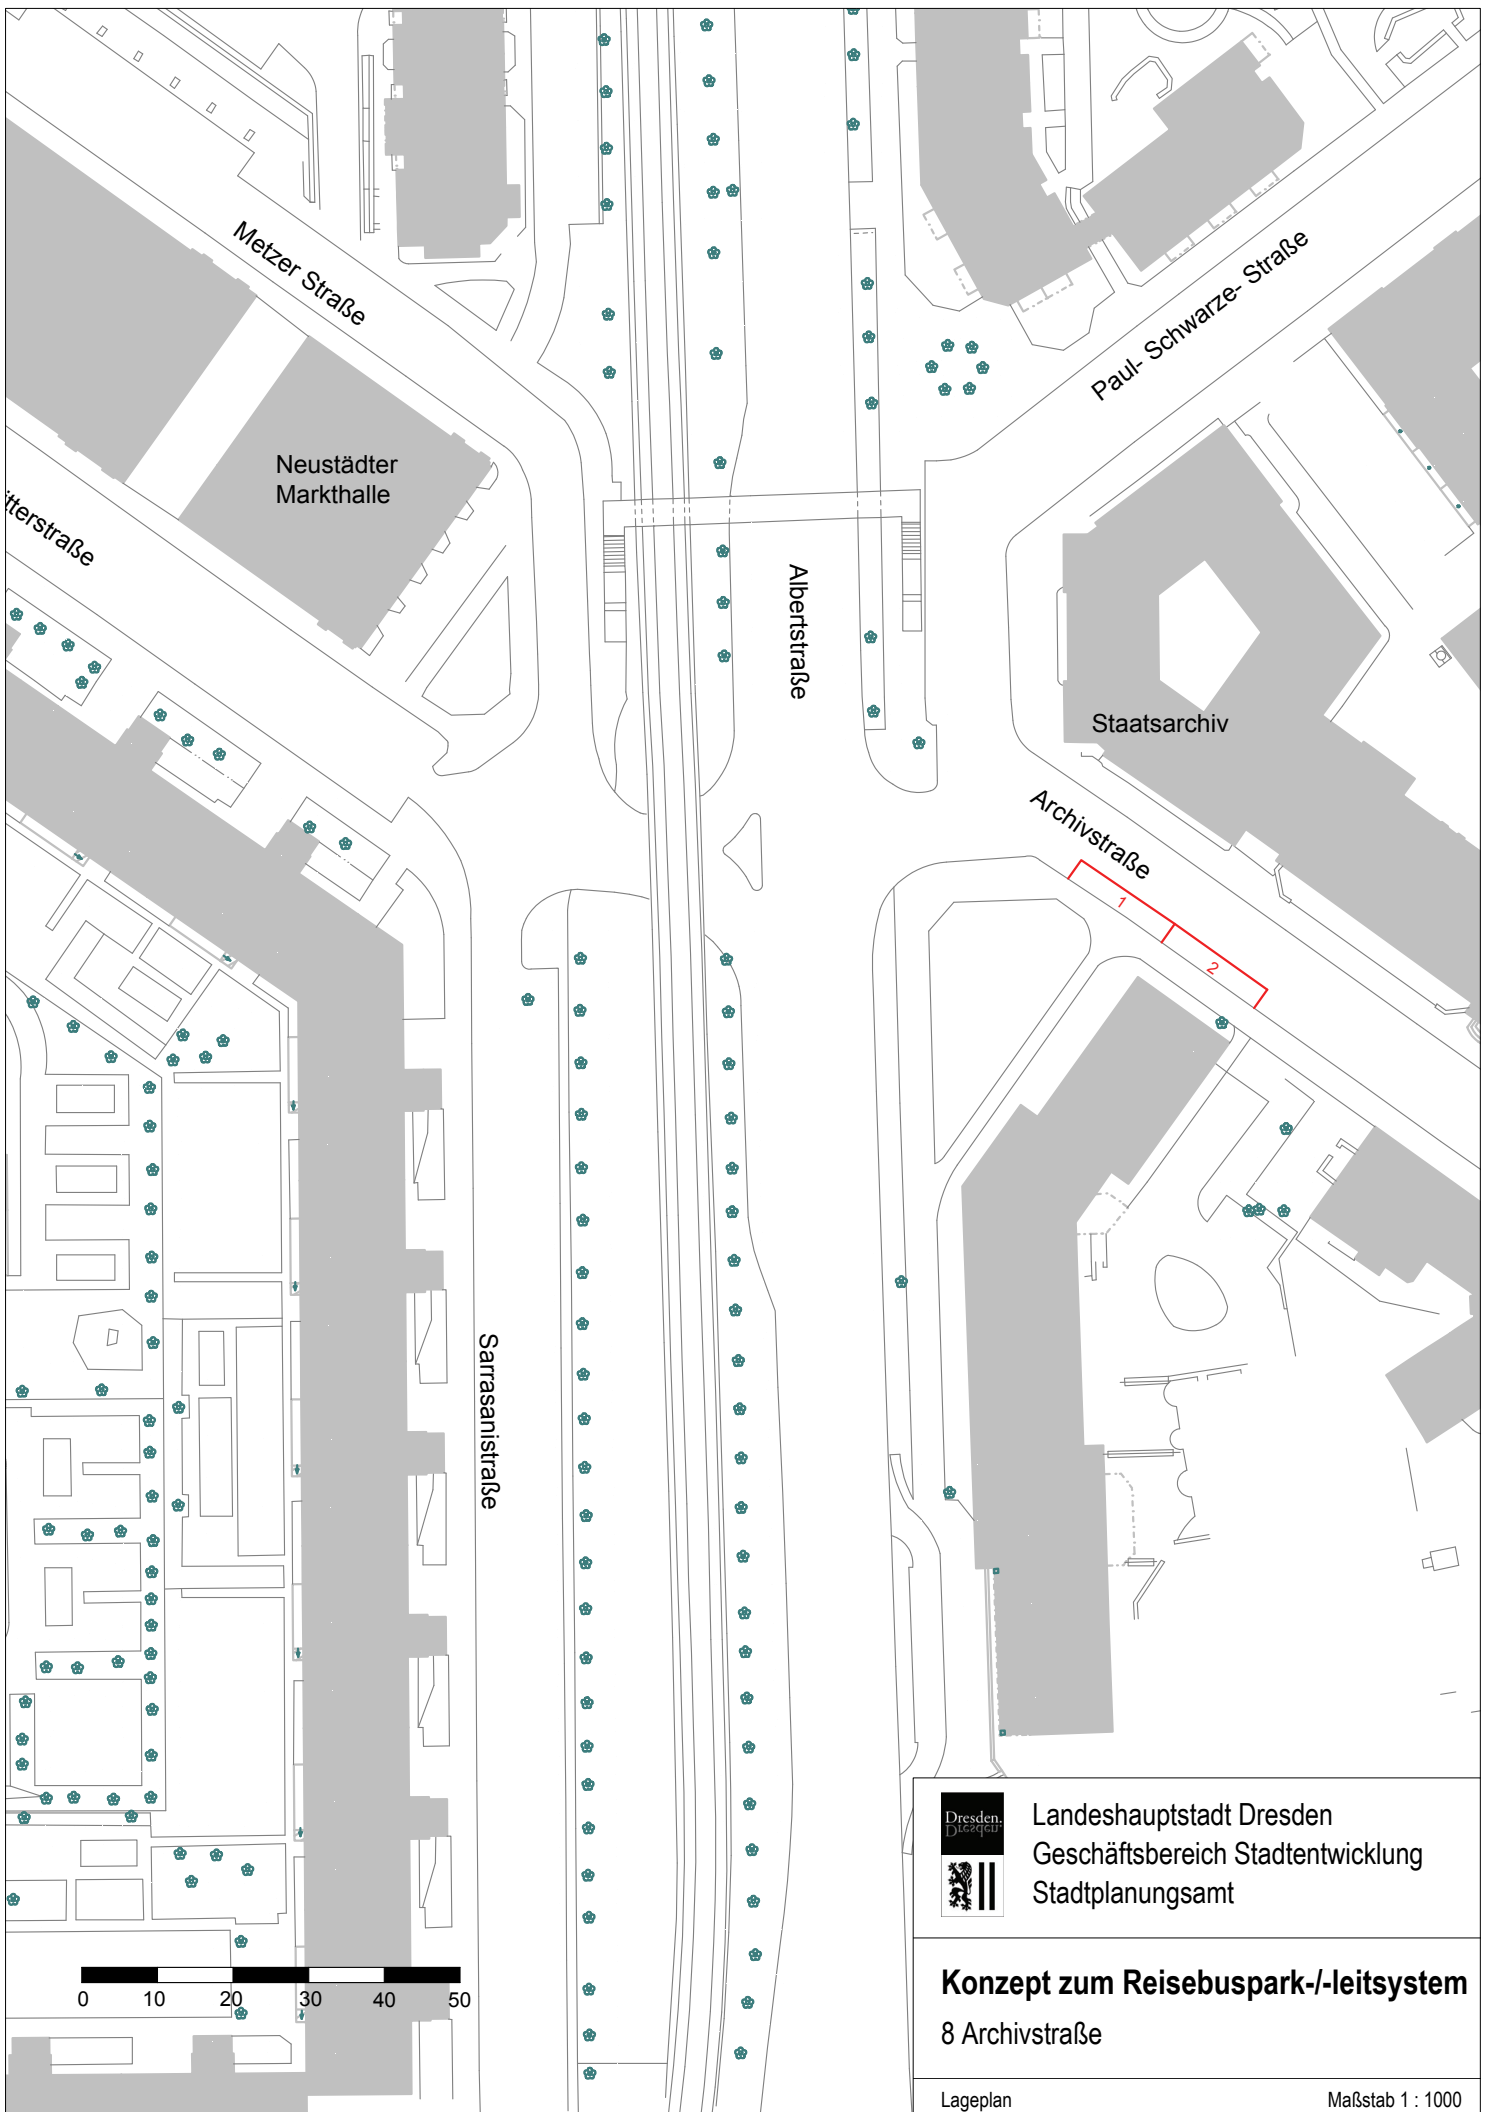 Metzer Straße
Paul- Schwarze- Straße
Neustädter
Markthalle
itterstraße
Albertstraße
Staatsarchiv
Archivstraße
1
2
Sarrasanistraße
0 10 20 30 40 50
Dresden.
Dresden.
Landeshauptstadt Dresden
Geschäftsbereich Stadtentwicklung
Stadtplanungsamt
Konzept zum Reisebuspark-/-leitsystem
8 Archivstraße
Lageplan Maßstab 1 : 1000